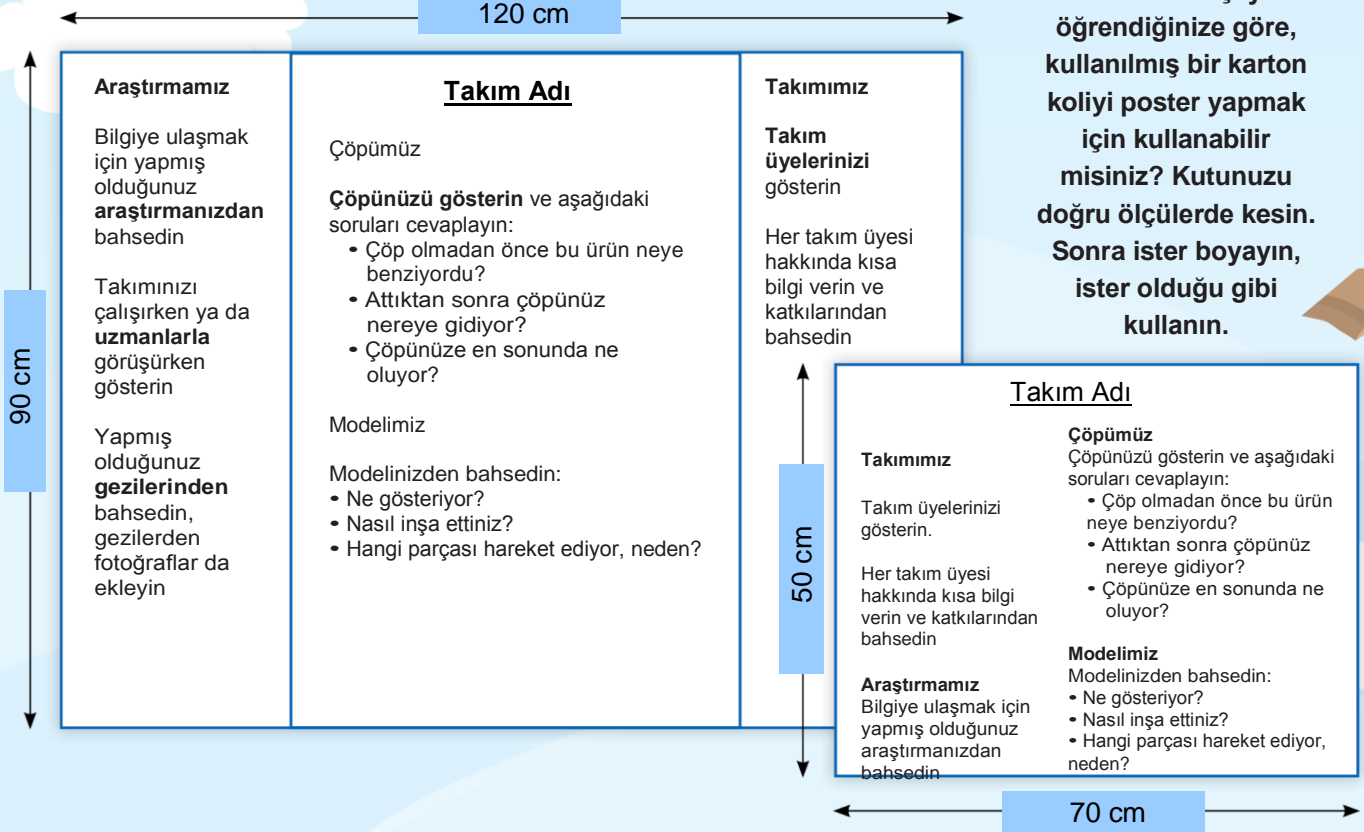 120 cm
90 cm
Araştırmamız
Bilgiye ulaşmak
için yapmış
olduğunuz
araştırmanızdan
bahsedin
Takımınızı
çalışırken ya da
uzmanlarla
görüşürken
gösterin
Yapmış
olduğunuz
gezilerinden
bahsedin,
gezilerden
fotoğraflar da
ekleyin
Takım Adı
Çöpümüz
Çöpünüzü gösterin ve aşağıdaki
soruları cevaplayın:
• Çöp olmadan önce bu ürün neye
benziyordu?
• Attıktan sonra çöpünüz
nereye gidiyor?
• Çöpünüze en sonunda ne
oluyor?
Modelimiz
Modelinizden bahsedin:
• Ne gösteriyor?
• Nasıl inşa ettiniz?
• Hangi parçası hareket ediyor, neden?
Takımımız
Takım
üyelerinizi
gösterin
Her takım üyesi
hakkında kısa
bilgi verin ve
katkılarından
bahsedin
öğrendiğinize göre,
kullanılmış bir karton
koliyi poster yapmak
için kullanabilir
misiniz? Kutunuzu
doğru ölçülerde kesin.
Sonra ister boyayın,
ister olduğu gibi
kullanın.
50 cm
Takım Adı
Takımımız
Takım üyelerinizi
gösterin.
Her takım üyesi
hakkında kısa bilgi
verin ve katkılarından
bahsedin
Araştırmamız
Bilgiye ulaşmak için
yapmış olduğunuz
araştırmanızdan
bahsedin
Çöpümüz
Çöpünüzü gösterin ve aşağıdaki
soruları cevaplayın:
• Çöp olmadan önce bu ürün
neye benziyordu?
• Attıktan sonra çöpünüz
nereye gidiyor?
• Çöpünüze en sonunda ne
oluyor?
Modelimiz
Modelinizden bahsedin:
• Ne gösteriyor?
• Nasıl inşa ettiniz?
• Hangi parçası hareket ediyor,
neden?
70 cm